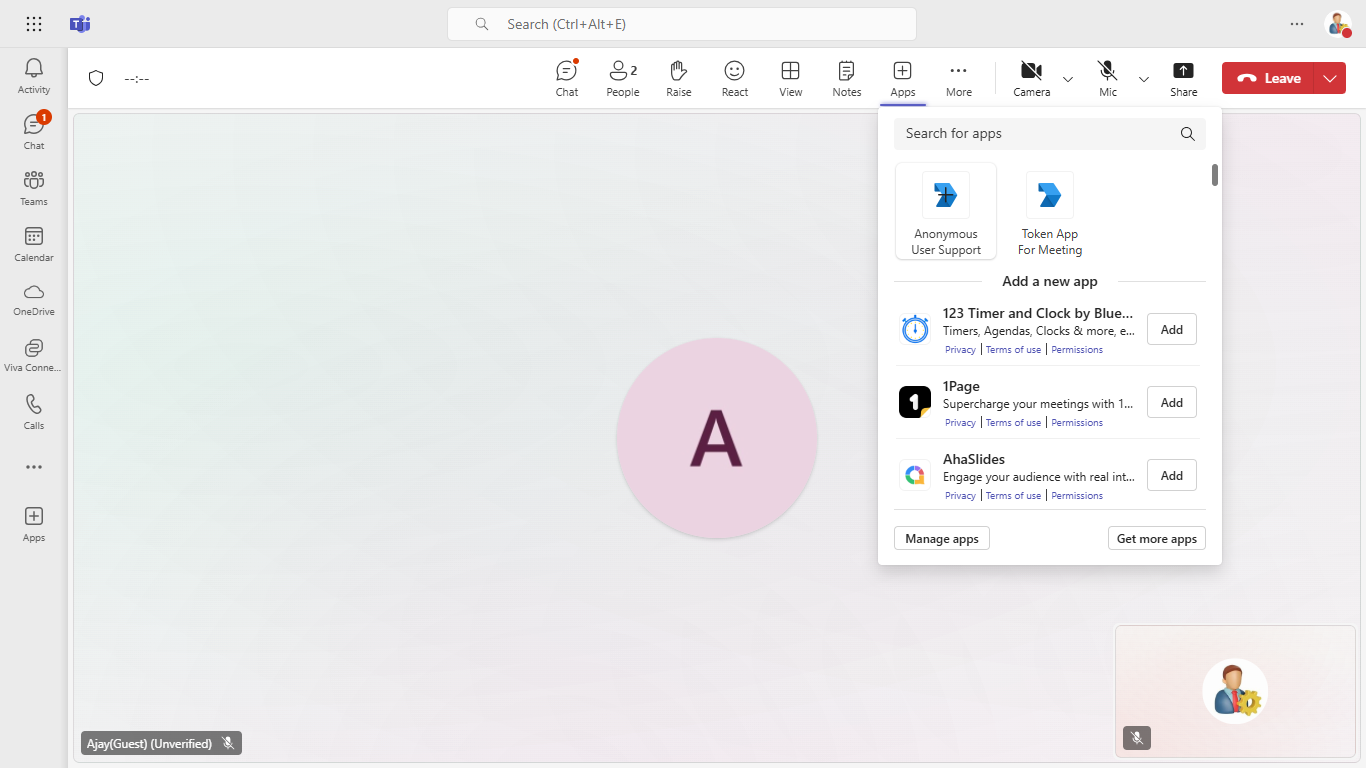 Search (Ctrl+Alt+E)
Activity
1
Chat
Teams
Calendar
OneDrive
Viva Conne...
Calls
Apps
--:--
Chat
2
People
Raise
React
View
Notes
Apps
More
Camera
Mic
Share
Leave
Search for apps
Anonymous
User Support
Token App
For Meeting
Add a new app
123 Timer and Clock by Blue...
Timers, Agendas, Clocks & more, e...
Privacy | Terms of use | Permissions
Add
1Page
Supercharge your meetings with 1...
Privacy | Terms of use | Permissions
Add
AhaSlides
Engage your audience with real int...
Privacy | Terms of use | Permissions
Add
Manage apps
Get more apps
A
Ajay(Guest) (Unverified)